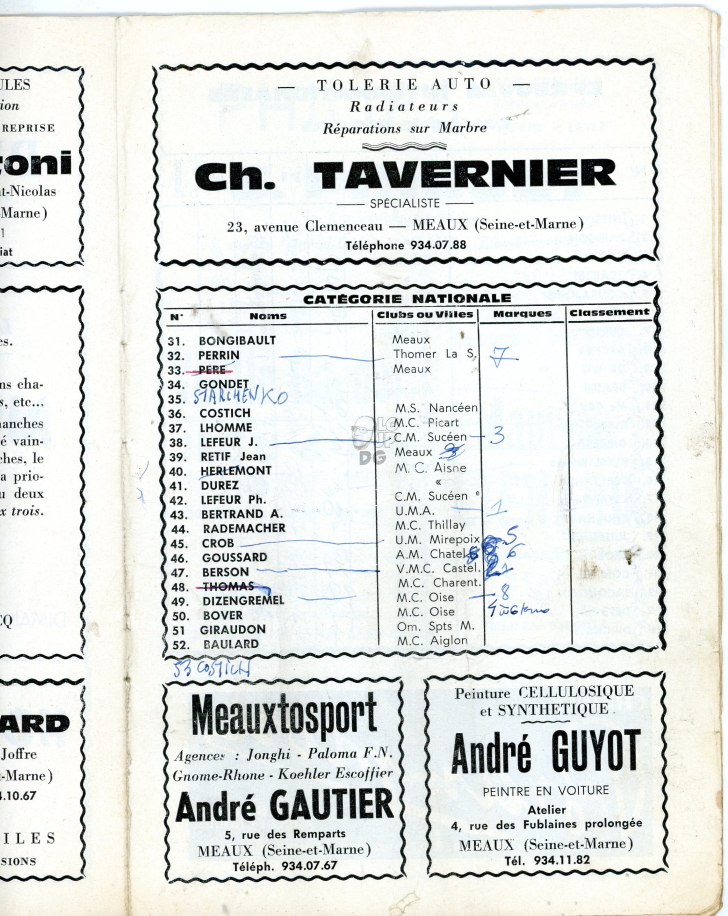 ULES
ion
REPRISE
toni
nt-Nicolas
-Marne)
1
iat
es.
ns cha-
s, etc...
manches
é vain-
ches, le
a prio-
u deux
x trois.
CQ
ARD
Joffre
-Marne)
4.10.67
ILES
SIONS
— TOLERIE AUTO —
Radiateurs
Réparations sur Marbre
Ch. TAVERNIER
— SPÉCIALISTE —
23, avenue Clemenceau — MEAUX (Seine-et-Marne)
Téléphone 934.07.88
CATÉGORIE NATIONALE
N° Noms Clubs ou Villes Marques Classement
31. BONGIBAULT Meaux
32. PERRIN Thomer La S. 7
33. PERE Meaux
34. GONDET
35. STARCHENKO
36. COSTICH M.S. Nancéen
37. LHOMME M.C. Picart
38. LEFEUR J. C.M. Sucéen 3
39. RETIF Jean Meaux
40. HERLEMONT M.C. Aisne
41. DUREZ «
42. LEFEUR Ph. C.M. Sucéen
43. BERTRAND A. U.M.A. 1
44. RADEMACHER M.C. Thillay
45. CROB U.M. Mirepoix 5
46. GOUSSARD A.M. Chatel. 6
47. BERSON V.M.C. Castel.
48. THOMAS M.C. Charent.
49. DIZENGREMEL M.C. Oise 8
50. BOVER M.C. Oise
51 GIRAUDON Om. Spts M.
52. BAULARD M.C. Aiglon
53 COSTICH
DG
Meauxtosport
Agences : Jonghi - Paloma F.N.
Gnome-Rhone - Koehler Escoffier
André GAUTIER
5, rue des Remparts
MEAUX (Seine-et-Marne)
Téléph. 934.07.67
Peinture CELLULOSIQUE
et SYNTHETIQUE
André GUYOT
PEINTRE EN VOITURE
Atelier
4, rue des Fublaines prolongée
MEAUX (Seine-et-Marne)
Tél. 934.11.82